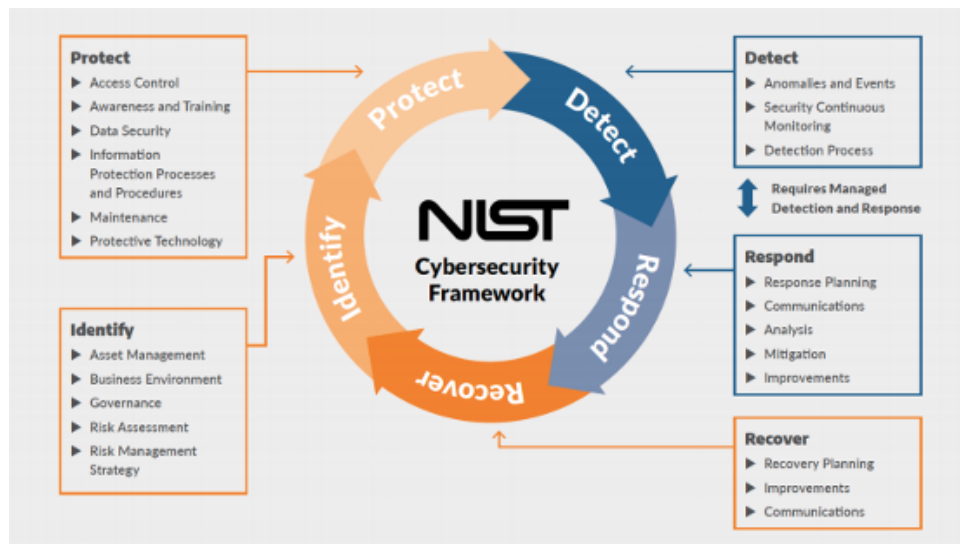 Protect
Access Control
Awareness and Training
Data Security
Information
Protection Processes
and Procedures
Maintenance
Protective Technology
Identify
Asset Management
Business Environment
Governance
Risk Assessment
Risk Management
Strategy
Protect
Detect
Respond
Recover
Identify
NIST
Cybersecurity
Framework
Detect
Anomalies and Events
Security Continuous
Monitoring
Detection Process
Requires Managed
Detection and Response
Respond
Response Planning
Communications
Analysis
Mitigation
Improvements
Recover
Recovery Planning
Improvements
Communications